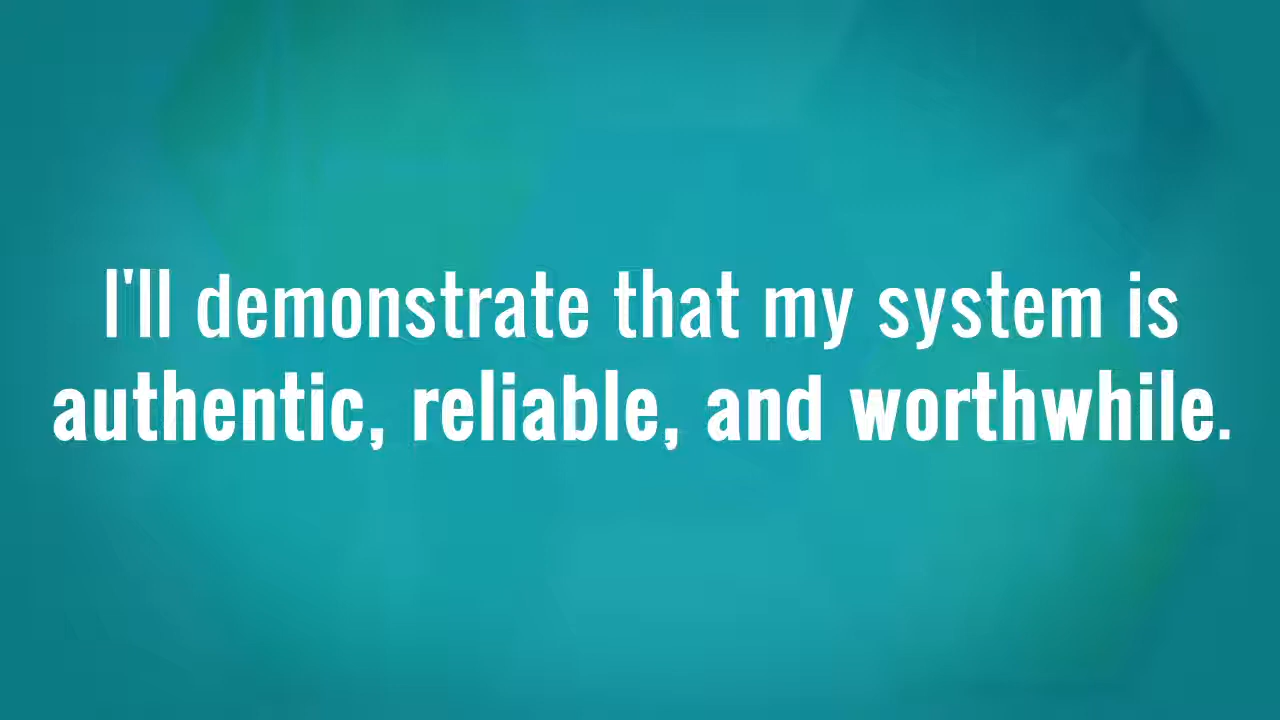 I'll demonstrate that my system is
authentic, reliable, and worthwhile.